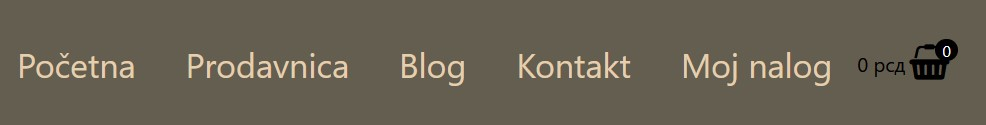 Početna Prodavnica Blog Kontakt Moj nalog 0 рсд 0